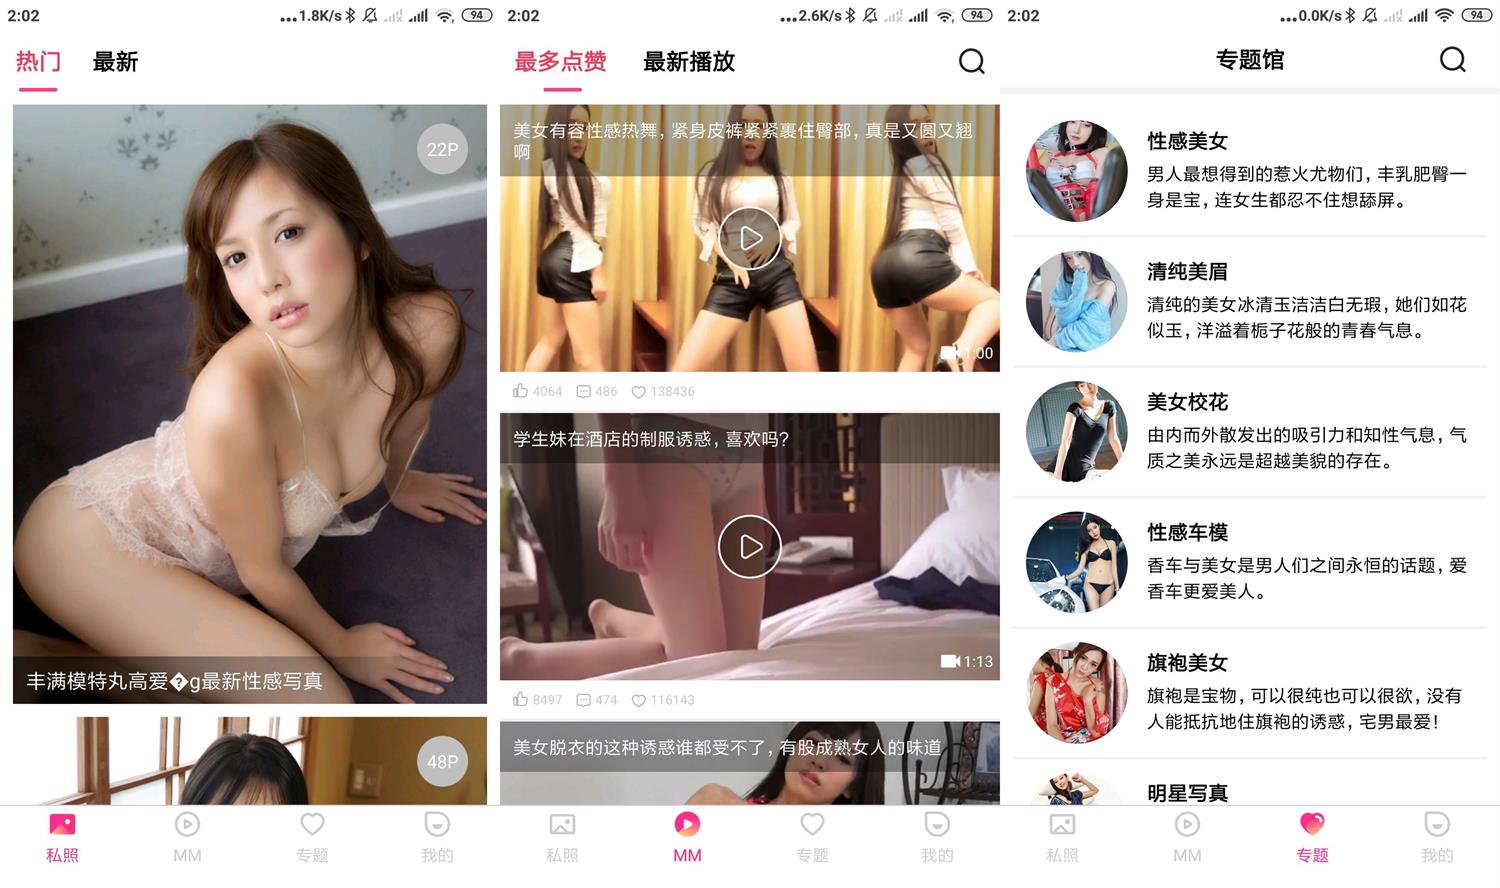 2:02
1.8K/s
94
热门
最新
22P
丰满模特丸高爱�g最新性感写真
48P
私照
MM
专题
我的
2:02
2.6K/s
94
最多点赞
最新播放
美女有容性感热舞，紧身皮裤紧紧裹住臀部，真是又圆又翘
啊
1:00
4064
486
138436
学生妹在酒店的制服诱惑，喜欢吗？
1:13
8497
474
116143
美女脱衣的这种诱惑谁都受不了，有股成熟女人的味道
私照
MM
专题
我的
2:02
0.0K/s
94
专题馆
性感美女
男人最想得到的惹火尤物们，丰乳肥臀一
身是宝，连女生都忍不住想舔屏。
清纯美眉
清纯的美女冰清玉洁洁白无瑕，她们如花
似玉，洋溢着栀子花般的青春气息。
美女校花
由内而外散发出的吸引力和知性气息，气
质之美永远是超越美貌的存在。
性感车模
香车与美女是男人们之间永恒的话题，爱
香车更爱美人。
旗袍美女
旗袍是宝物，可以很纯也可以很欲，没有
人能抵抗地住旗袍的诱惑，宅男最爱！
明星写真
私照
MM
专题
我的